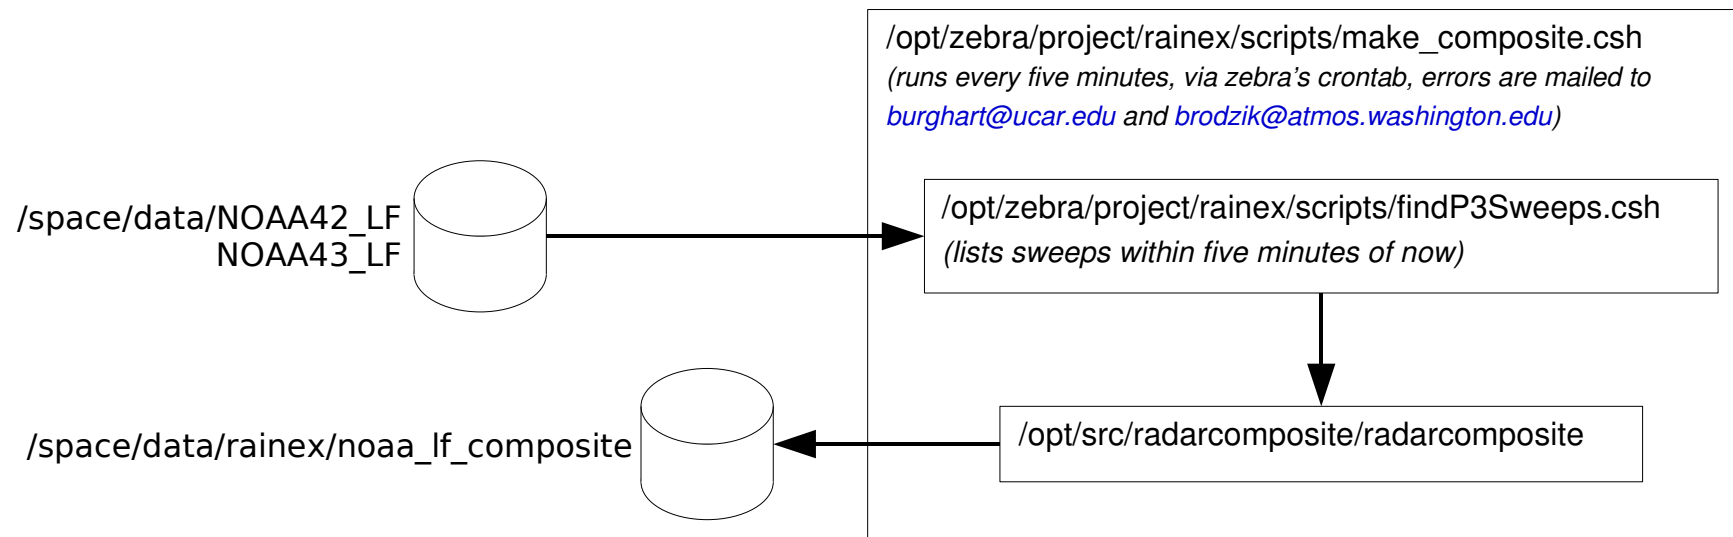 /opt/zebra/project/rainex/scripts/make_composite.csh
(runs every five minutes, via zebra's crontab, errors are mailed to
burghart@ucar.edu and brodzik@atmos.washington.edu)
/space/data/NOAA42_LF
NOAA43_LF
/opt/zebra/project/rainex/scripts/findP3Sweeps.csh
(lists sweeps within five minutes of now)
/space/data/rainex/noaa_lf_composite
/opt/src/radarcomposite/radarcomposite